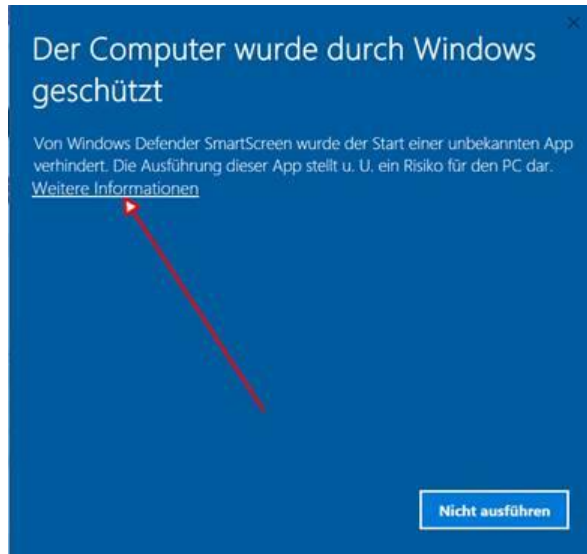 Der Computer wurde durch Windows
geschützt
Von Windows Defender SmartScreen wurde der Start einer unbekannten App
verhindert. Die Ausführung dieser App stellt u. U. ein Risiko für den PC dar.
Weitere Informationen
Nicht ausführen